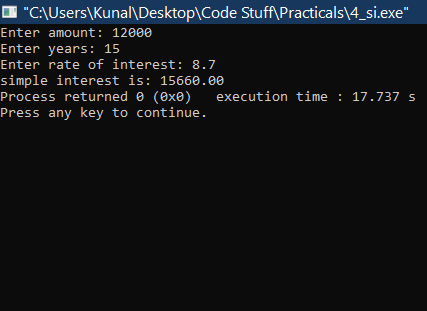 "C:\Users\Kunal\Desktop\Code Stuff\Practicals\4_si.exe"
Enter amount: 12000
Enter years: 15
Enter rate of interest: 8.7
simple interest is: 15660.00
Process returned 0 (0x0)   execution time : 17.737 s
Press any key to continue.